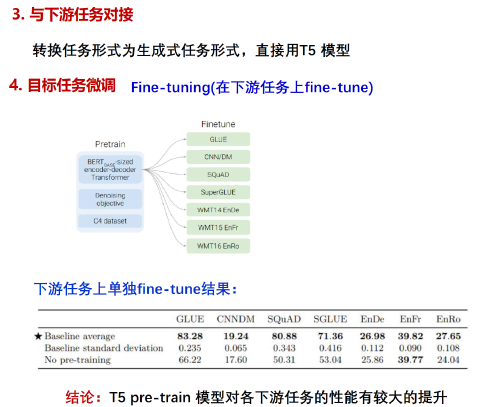 3. 与下游任务对接
转换任务形式为生成式任务形式，直接用T5 模型
4. 目标任务微调 Fine-tuning(在下游任务上fine-tune)
Pretrain
BERT_BASE-sized
encoder-decoder
Transformer
Denoising
objective
C4 dataset
Finetune
GLUE
CNN/DM
SQuAD
SuperGLUE
WMT14 EnDe
WMT15 EnFr
WMT16 EnRo
下游任务上单独fine-tune结果：
GLUE CNNDM SQuAD SGLUE EnDe EnFr EnRo
★ Baseline average 83.28 19.24 80.88 71.36 26.98 39.82 27.65
Baseline standard deviation 0.235 0.065 0.343 0.416 0.112 0.090 0.108
No pre-training 66.22 17.60 50.31 53.04 25.86 39.77 24.04
结论：T5 pre-train 模型对各下游任务的性能有较大的提升